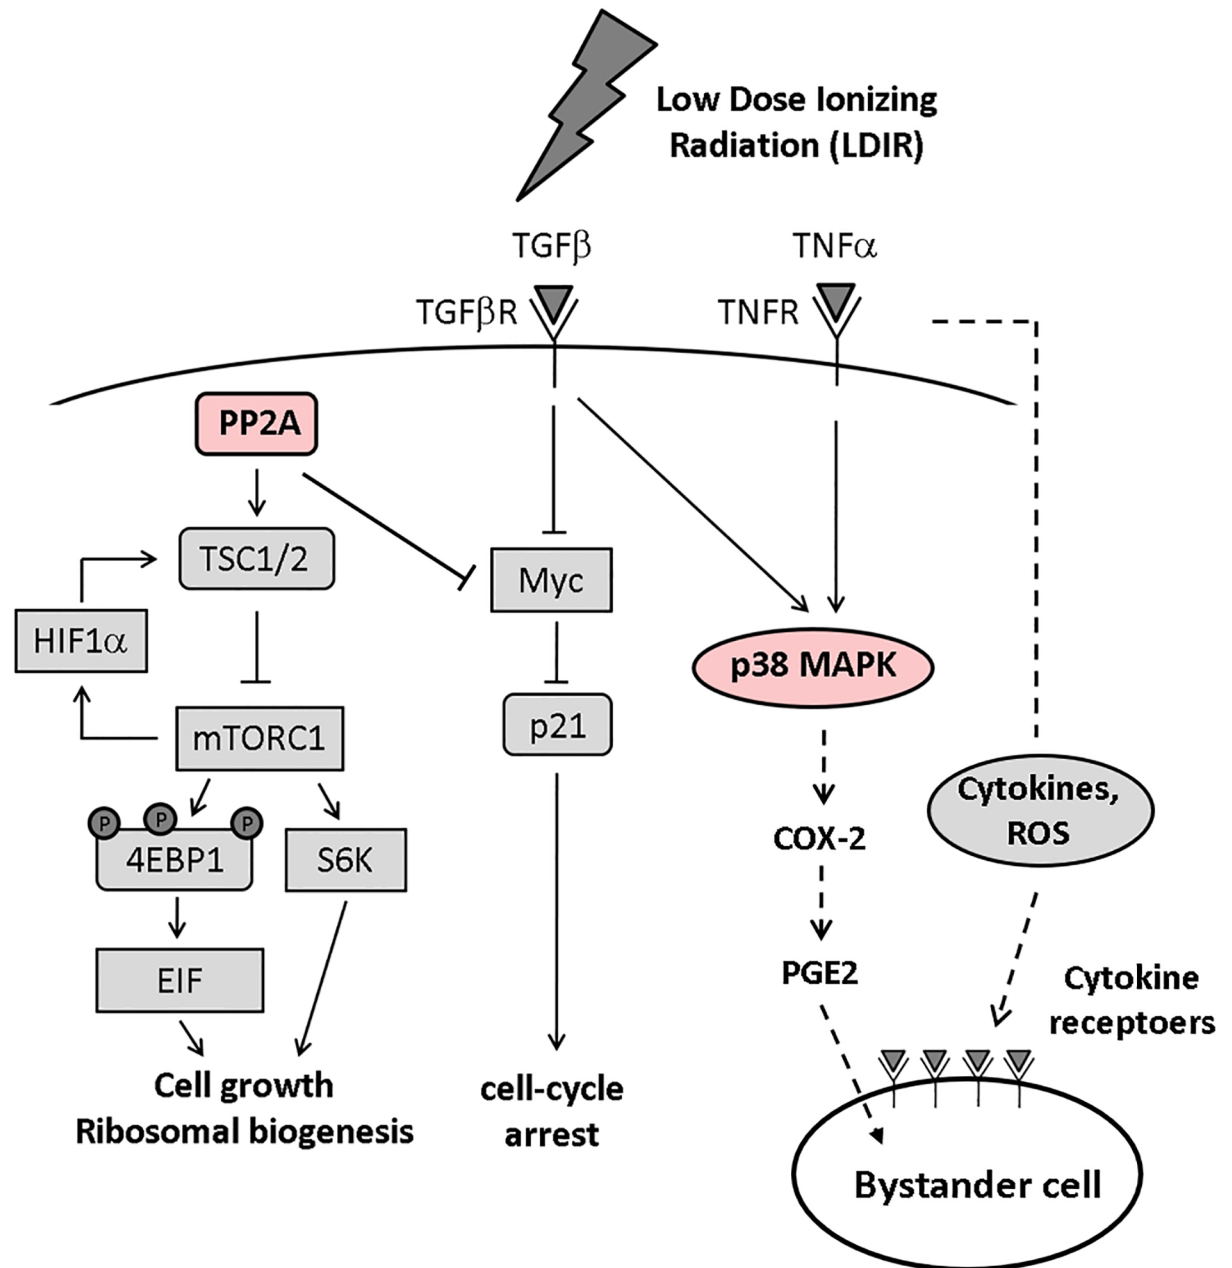 Low Dose Ionizing
Radiation (LDIR)
TGFβ
TNFα
TGFβR
TNFR
PP2A
TSC1/2
Myc
HIF1α
p38 MAPK
mTORC1
p21
Cytokines,
ROS
P
P
P
4EBP1
S6K
COX-2
EIF
PGE2
Cytokine
receptoers
Cell growth
Ribosomal biogenesis
cell-cycle
arrest
Bystander cell